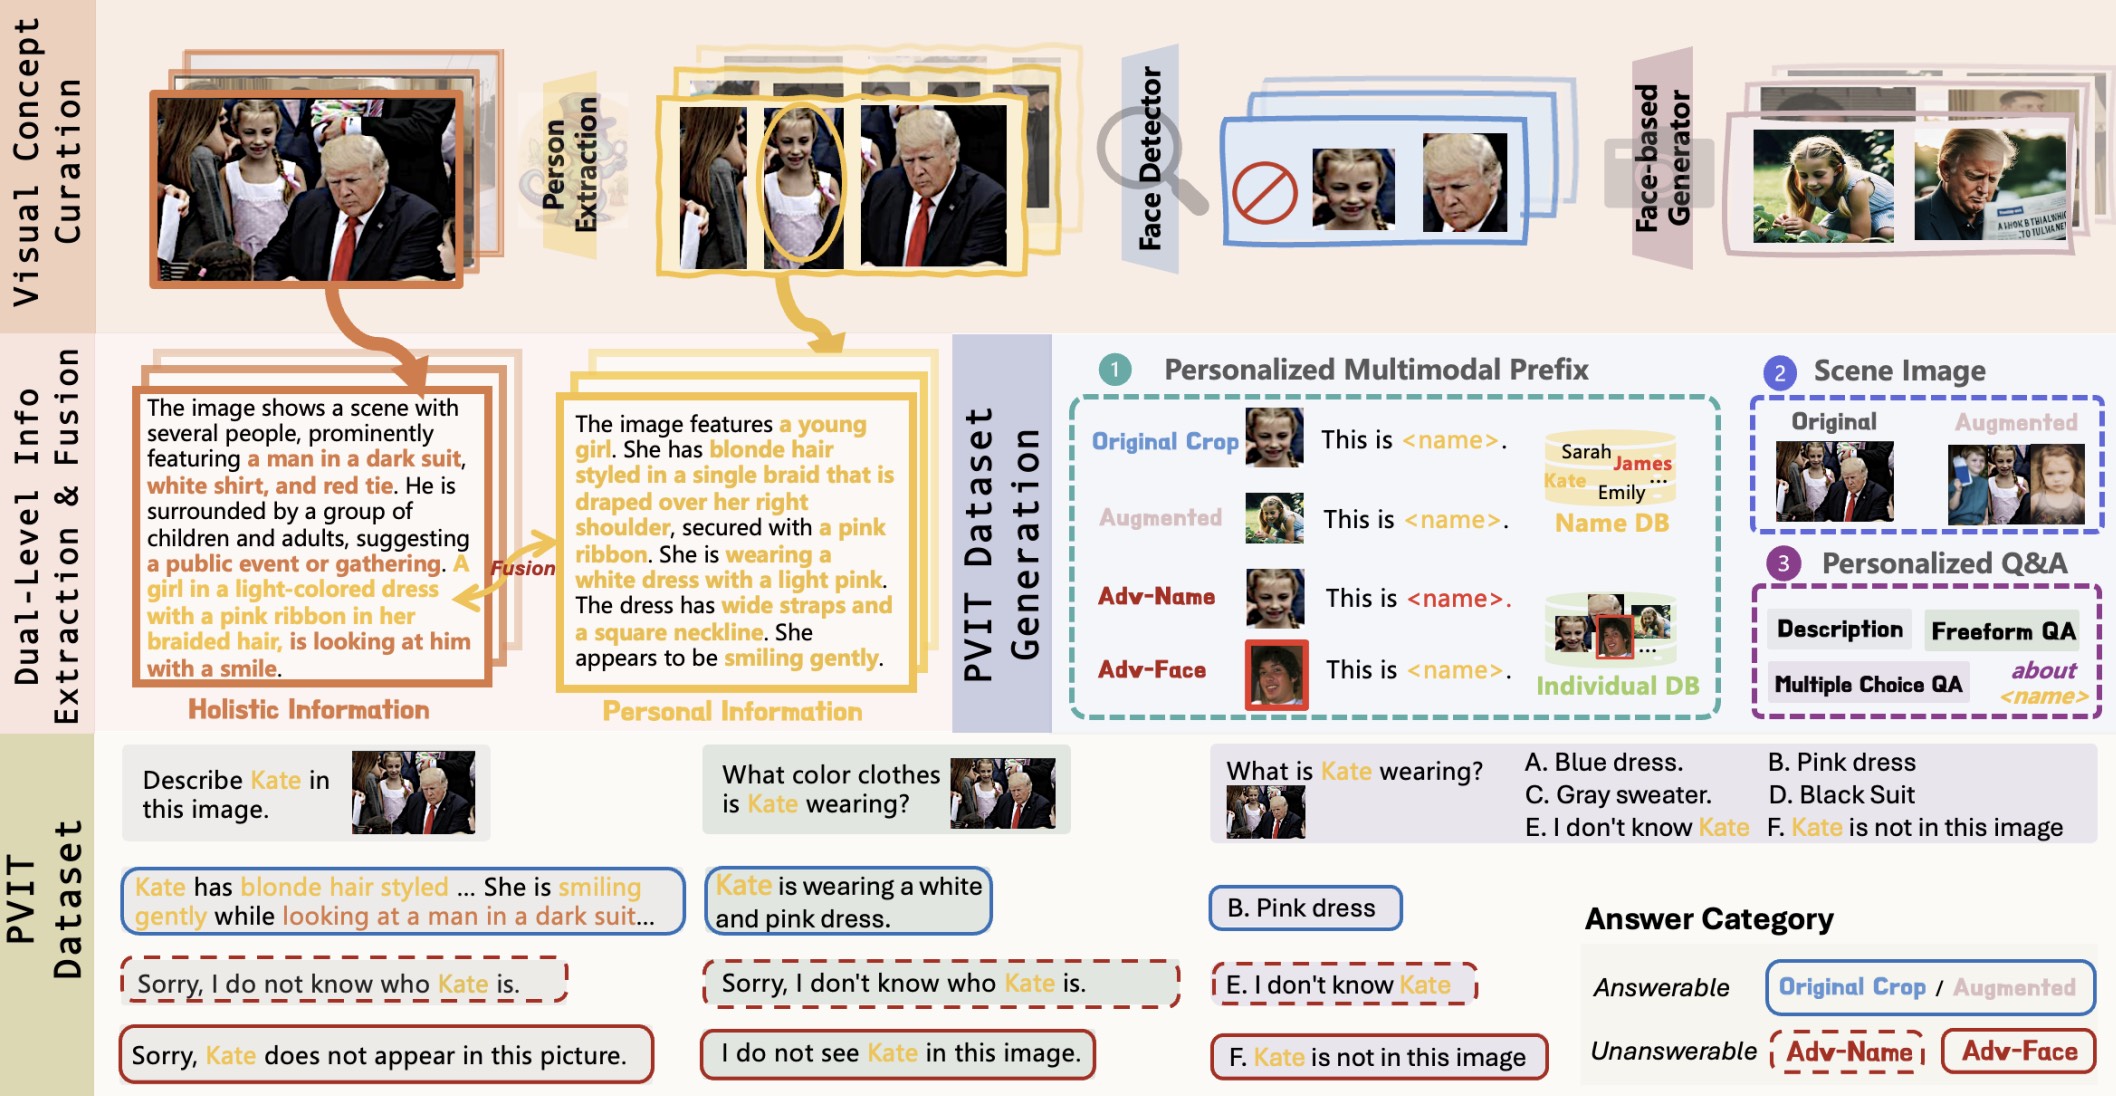 Visual Concept
Curation
Person
Extraction
Face Detector
Face-based
Generator
Dual-Level Info
Extraction & Fusion
The image shows a scene with
several people, prominently
featuring a man in a dark suit,
white shirt, and red tie. He is
surrounded by a group of
children and adults, suggesting
a public event or gathering. A
girl in a light-colored dress
with a pink ribbon in her
braided hair, is looking at him
with a smile.
Holistic Information
Fusion
The image features a young
girl. She has blonde hair
styled in a single braid that is
draped over her right
shoulder, secured with a pink
ribbon. She is wearing a
white dress with a light pink.
The dress has wide straps and
a square neckline. She
appears to be smiling gently.
Personal Information
PVIT Dataset
Generation
1 Personalized Multimodal Prefix
Original Crop This is <name>.
Augmented This is <name>.
Adv-Name This is <name>.
Adv-Face This is <name>.
Sarah
James
Kate ...
Emily
Name DB
...
Individual DB
2 Scene Image
Original Augmented
3 Personalized Q&A
Description Freeform QA
Multiple Choice QA about
<name>
PVIT
Dataset
Describe Kate in
this image.
Kate has blonde hair styled ... She is smiling
gently while looking at a man in a dark suit...
Sorry, I do not know who Kate is.
Sorry, Kate does not appear in this picture.
What color clothes
is Kate wearing?
Kate is wearing a white
and pink dress.
Sorry, I don't know who Kate is.
I do not see Kate in this image.
What is Kate wearing?
A. Blue dress. B. Pink dress
C. Gray sweater. D. Black Suit
E. I don't know Kate F. Kate is not in this image
B. Pink dress
E. I don't know Kate
F. Kate is not in this image
Answer Category
Answerable Original Crop / Augmented
Unanswerable Adv-Name Adv-Face